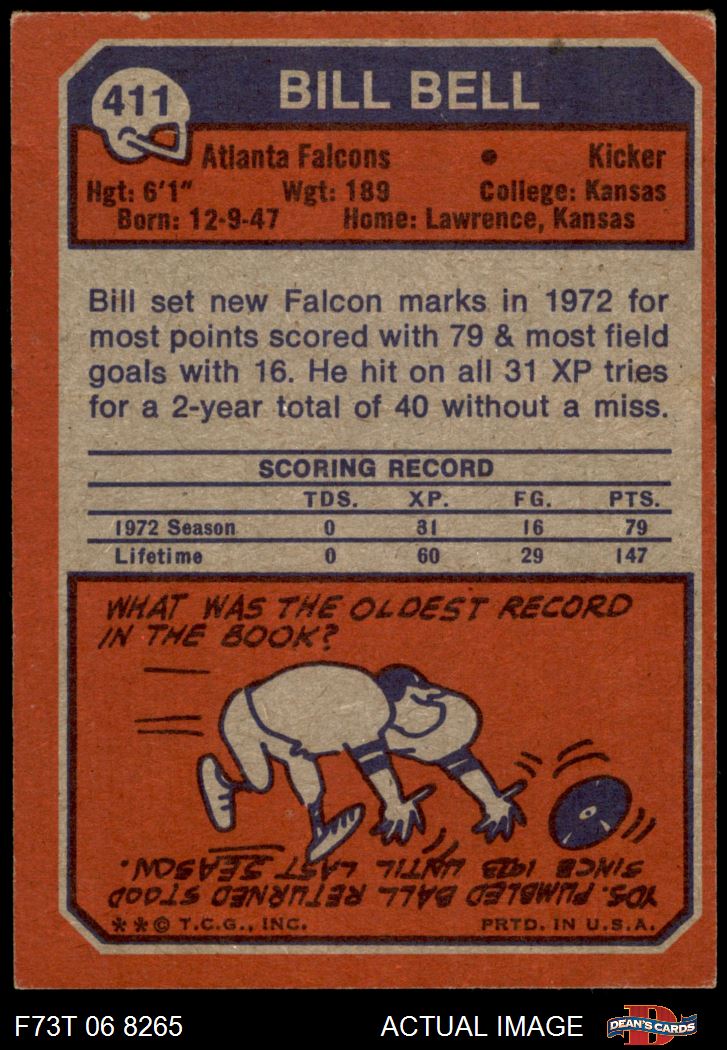 411
BILL BELL
Atlanta Falcons • Kicker
Hgt: 6'1" Wgt: 189 College: Kansas
Born: 12-9-47 Home: Lawrence, Kansas
Bill set new Falcon marks in 1972 for
most points scored with 79 & most field
goals with 16. He hit on all 31 XP tries
for a 2-year total of 40 without a miss.
SCORING RECORD
TDS. XP. FG. PTS.
1972 Season 0 31 16 79
Lifetime 0 60 29 147
WHAT WAS THE OLDEST RECORD
IN THE BOOK?
YDS. FUMBLED BALL RETURNED STOOD
SINCE 1923 UNTIL LAST SEASON.
** © T.C.G., INC. PRTD. IN U.S.A.
F73T 06 8265 ACTUAL IMAGE
D
DEAN'S CARDS